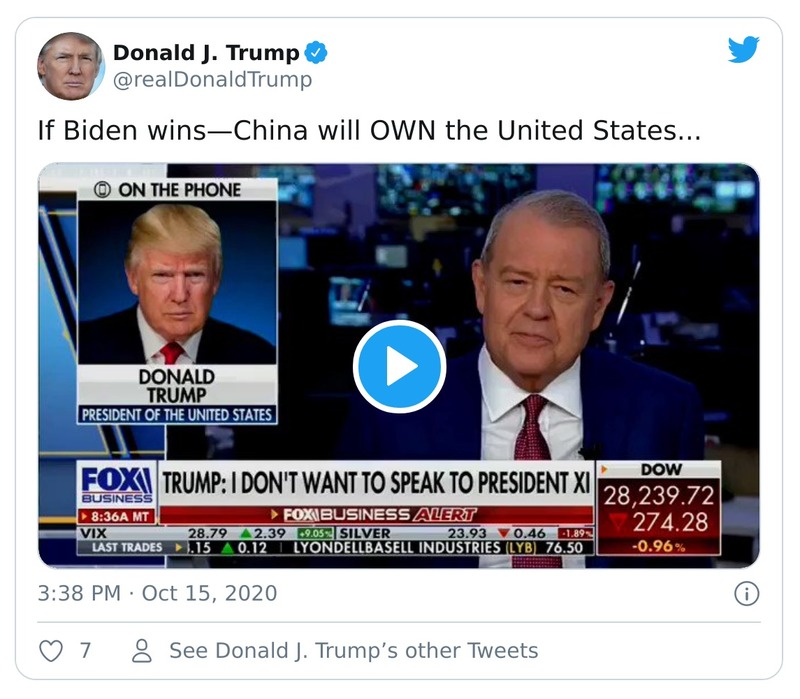 Donald J. Trump
@realDonaldTrump
If Biden wins—China will OWN the United States...
ON THE PHONE
DONALD
TRUMP
PRESIDENT OF THE UNITED STATES
FOX
BUSINESS
TRUMP: I DON'T WANT TO SPEAK TO PRESIDENT XI
DOW
28,239.72
274.28
-0.96%
8:36A MT
FOX BUSINESS ALERT
VIX 28.79 2.39 +9.05% SILVER 23.93 0.46 -1.89%
LAST TRADES .15 0.12 LYONDELLBASELL INDUSTRIES (LYB) 76.50
3:38 PM · Oct 15, 2020
7 See Donald J. Trump’s other Tweets